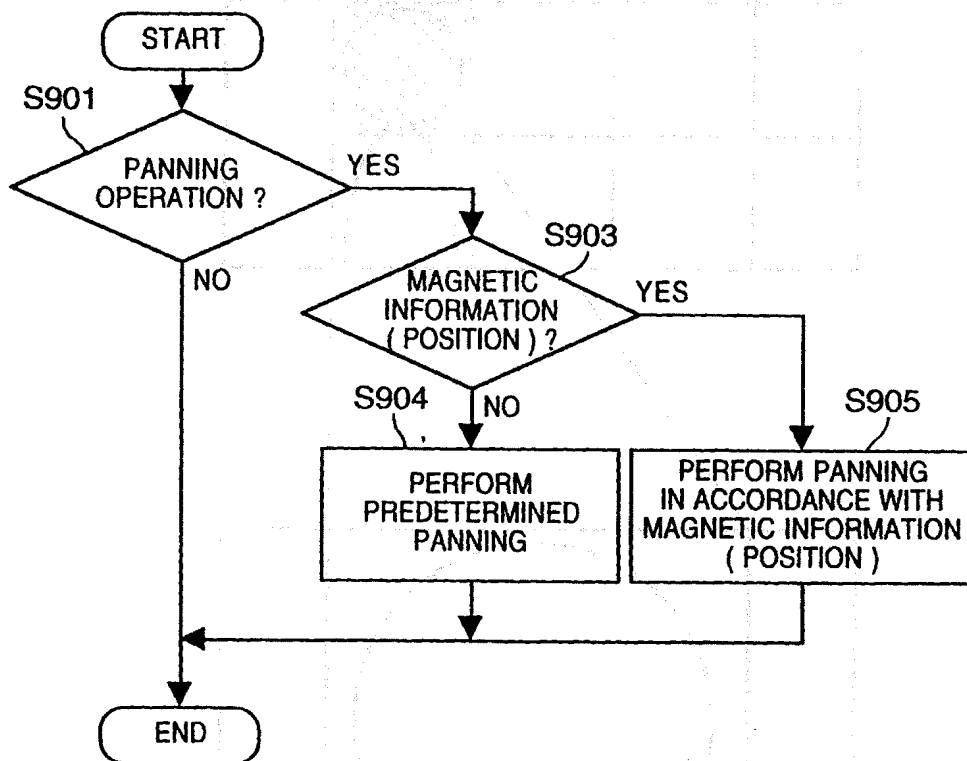 START
S901
PANNING
OPERATION ?
YES
NO
S903
MAGNETIC
INFORMATION
( POSITION ) ?
YES
NO
S904
PERFORM
PREDETERMINED
PANNING
S905
PERFORM PANNING
IN ACCORDANCE WITH
MAGNETIC INFORMATION
( POSITION )
END